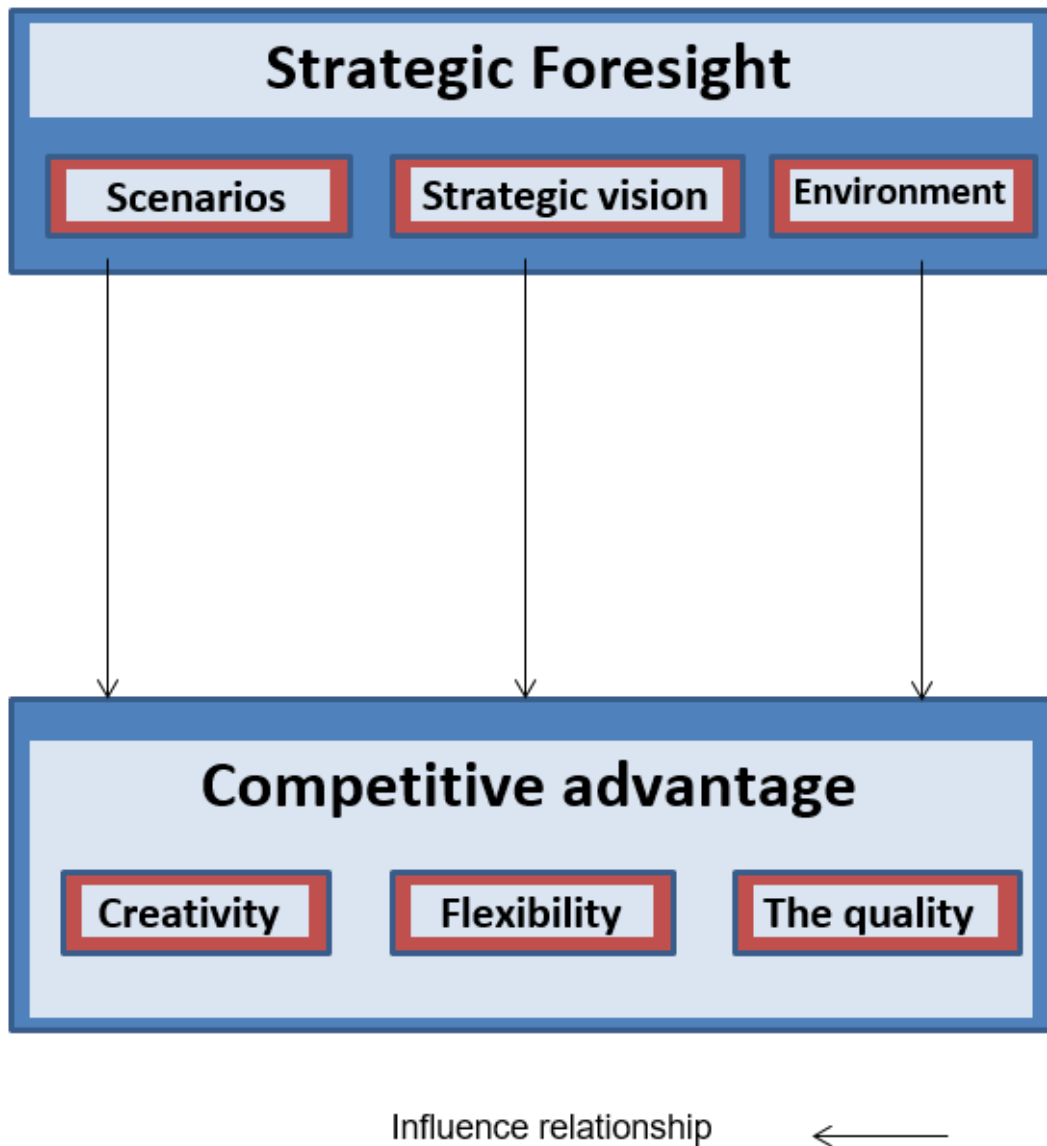 Strategic Foresight
Scenarios
Strategic vision
Environment
Competitive advantage
Creativity
Flexibility
The quality
Influence relationship